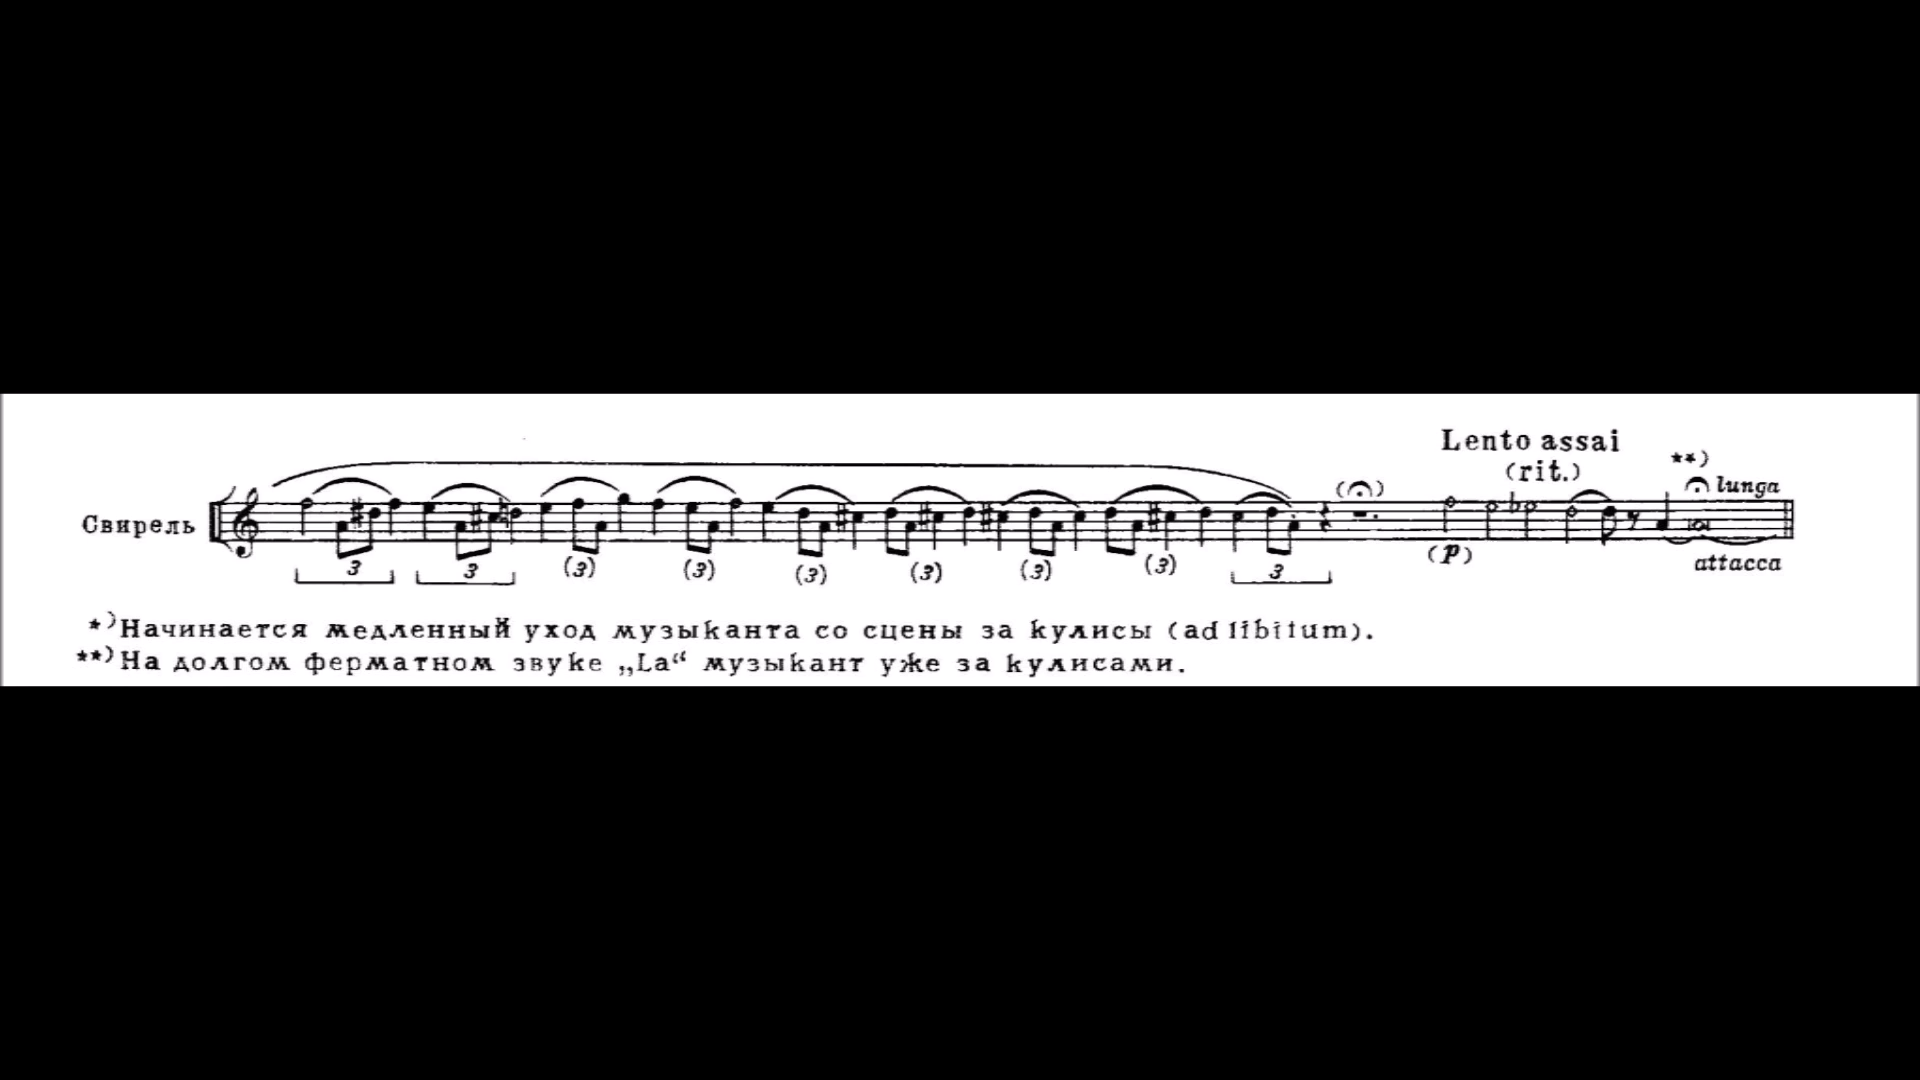 Lento assai
(rit.)
**)
lunga
Свирель
(p)
attacca
3 3 (3) (3) (3) (3) (3) (3) 3
*) Начинается медленный уход музыканта со сцены за кулисы (ad libitum).
**) На долгом ферматном звуке „La“ музыкант уже за кулисами.